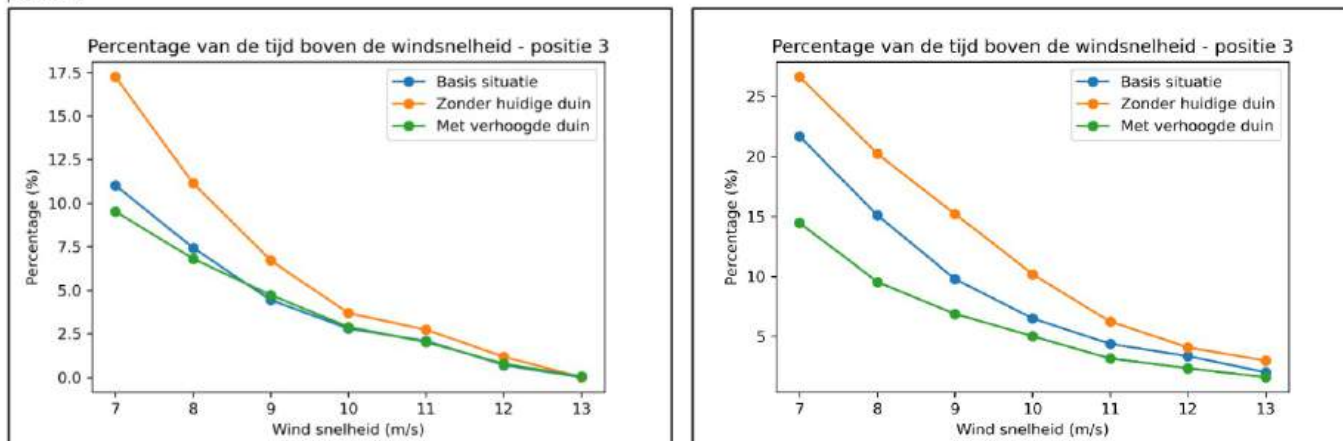 Percentage van de tijd boven de windsnelheid - positie 3
Basis situatie
Zonder huidige duin
Met verhoogde duin
17.5
15.0
12.5
10.0
7.5
5.0
2.5
0.0
Percentage (%)
7 8 9 10 11 12 13
Wind snelheid (m/s)
Percentage van de tijd boven de windsnelheid - positie 3
Basis situatie
Zonder huidige duin
Met verhoogde duin
25
20
15
10
5
Percentage (%)
7 8 9 10 11 12 13
Wind snelheid (m/s)